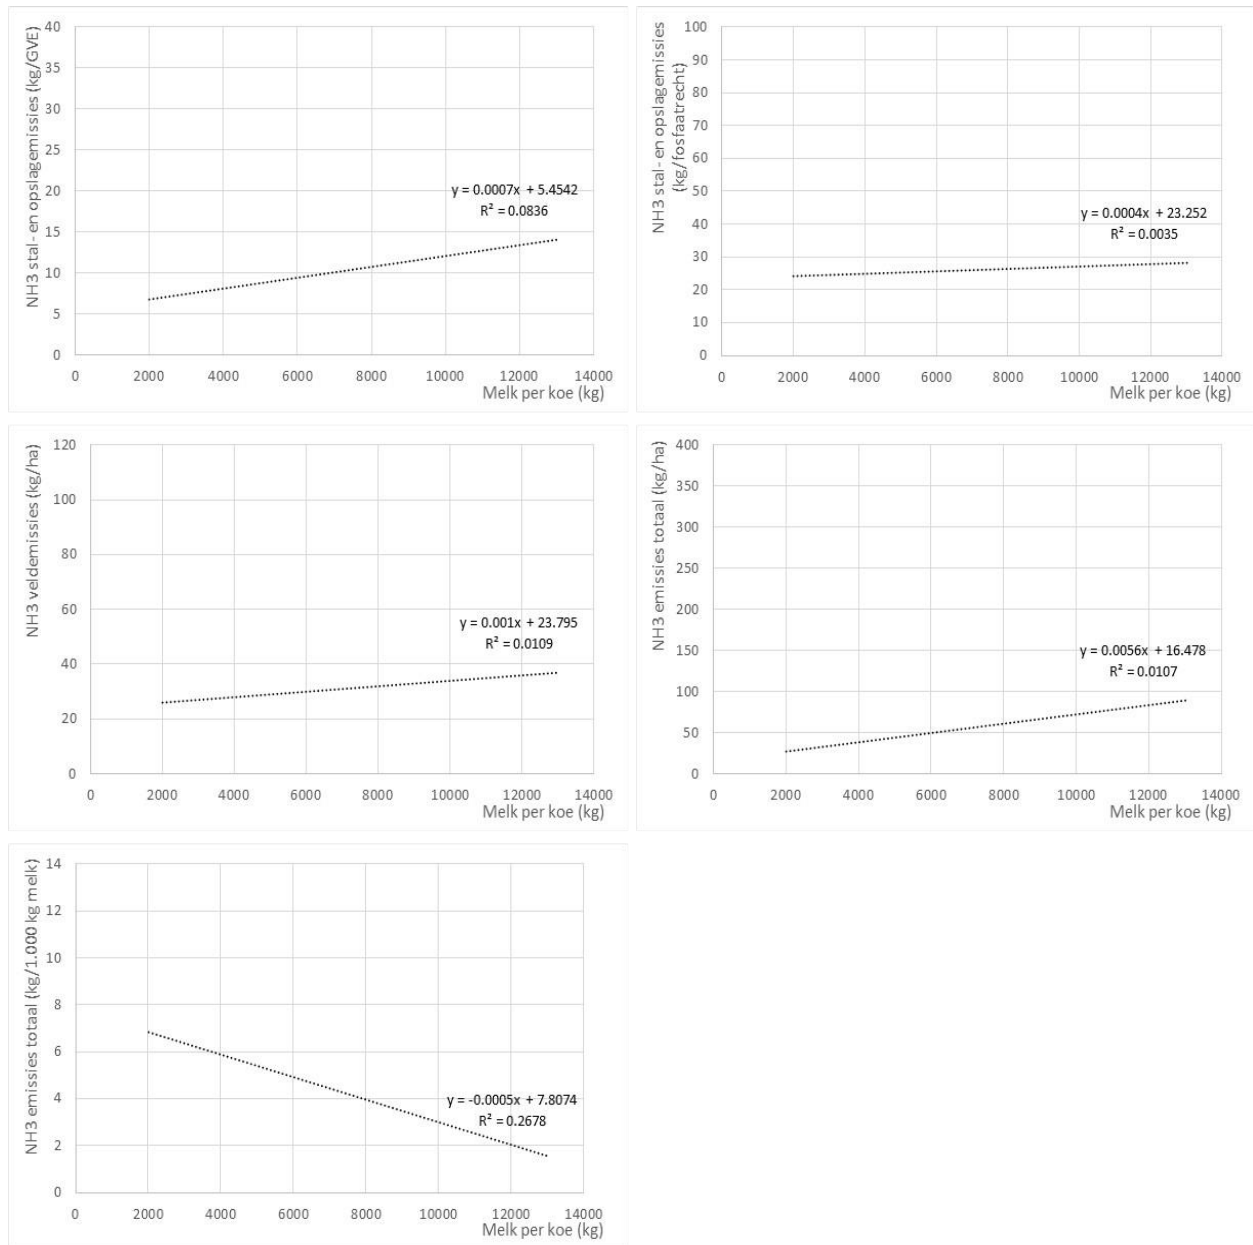 NH3 stal- en opslagemissies (kg/GVE)
40
35
30
25
20
15
10
5
0
y = 0.0007x + 5.4542
R² = 0.0836
0 2000 4000 6000 8000 10000 12000 14000
Melk per koe (kg)
NH3 stal- en opslagemissies
(kg/fosfaatrecht)
100
90
80
70
60
50
40
30
20
10
0
y = 0.0004x + 23.252
R² = 0.0035
0 2000 4000 6000 8000 10000 12000 14000
Melk per koe (kg)
NH3 veldemissies (kg/ha)
120
100
80
60
40
20
0
y = 0.001x + 23.795
R² = 0.0109
0 2000 4000 6000 8000 10000 12000 14000
Melk per koe (kg)
NH3 emissies totaal (kg/ha)
400
350
300
250
200
150
100
50
0
y = 0.0056x + 16.478
R² = 0.0107
0 2000 4000 6000 8000 10000 12000 14000
Melk per koe (kg)
NH3 emissies totaal (kg/1.000 kg melk)
14
12
10
8
6
4
2
0
y = -0.0005x + 7.8074
R² = 0.2678
0 2000 4000 6000 8000 10000 12000 14000
Melk per koe (kg)